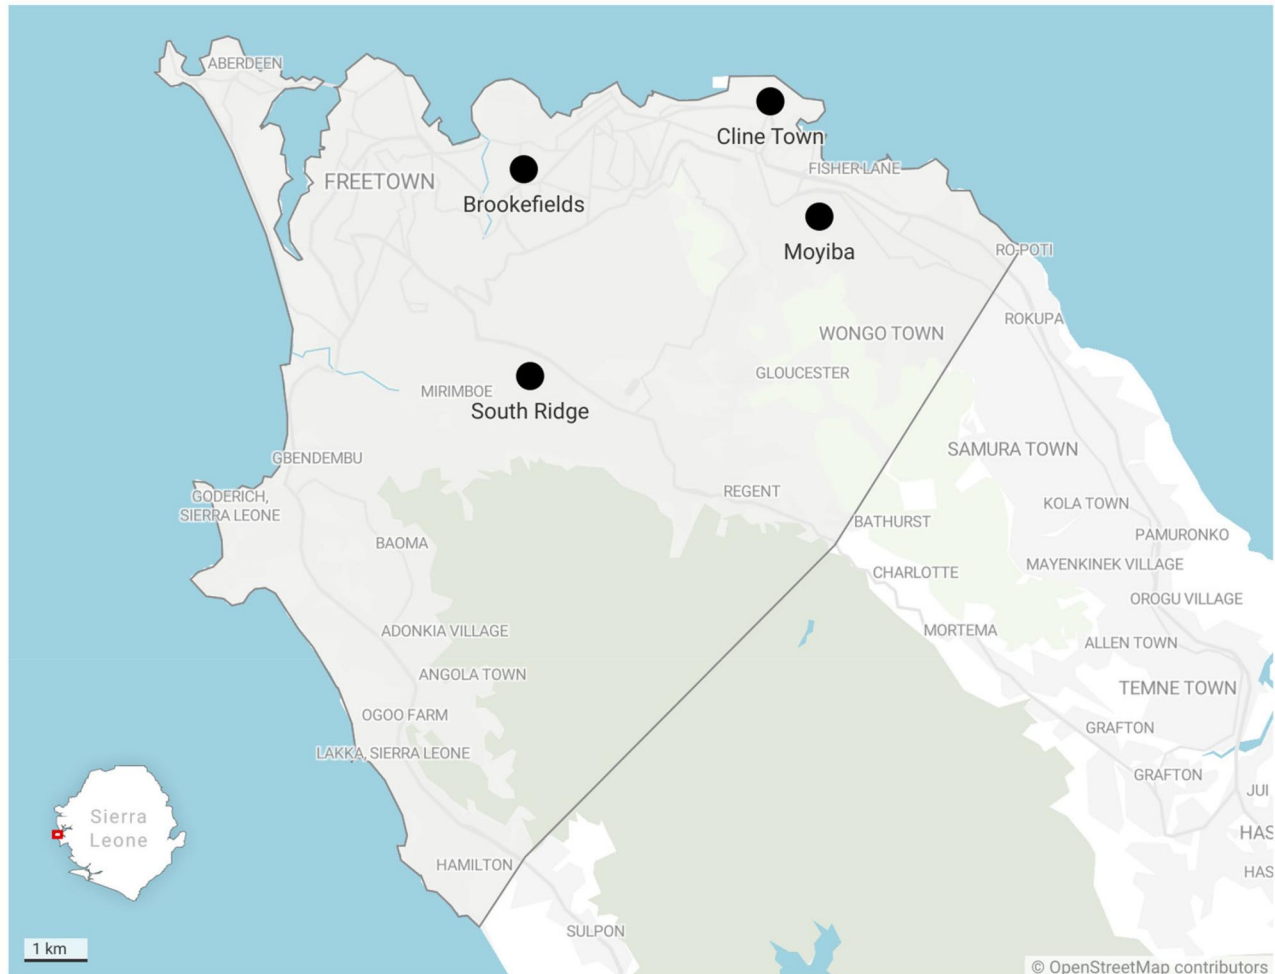 ABERDEEN
Cline Town
FISHER LANE
FREETOWN
Brookefields
Moyiba
RO-POTI
ROKUPA
WONGO TOWN
GLOUCESTER
MIRIMBOE
South Ridge
SAMURA TOWN
GBENDEMBU
GODERICH,
SIERRA LEONE
REGENT
KOLA TOWN
BATHURST
PAMURONKO
BAOMA
MAYENKINEK VILLAGE
CHARLOTTE
OROGU VILLAGE
ADONKIA VILLAGE
MORTEMA
ALLEN TOWN
ANGOLA TOWN
TEMNE TOWN
OGOO FARM
GRAFTON
LAKKA, SIERRA LEONE
GRAFTON
JUI
Sierra
Leone
HAS
HAMILTON
HAS
SULPON
1 km
© OpenStreetMap contributors